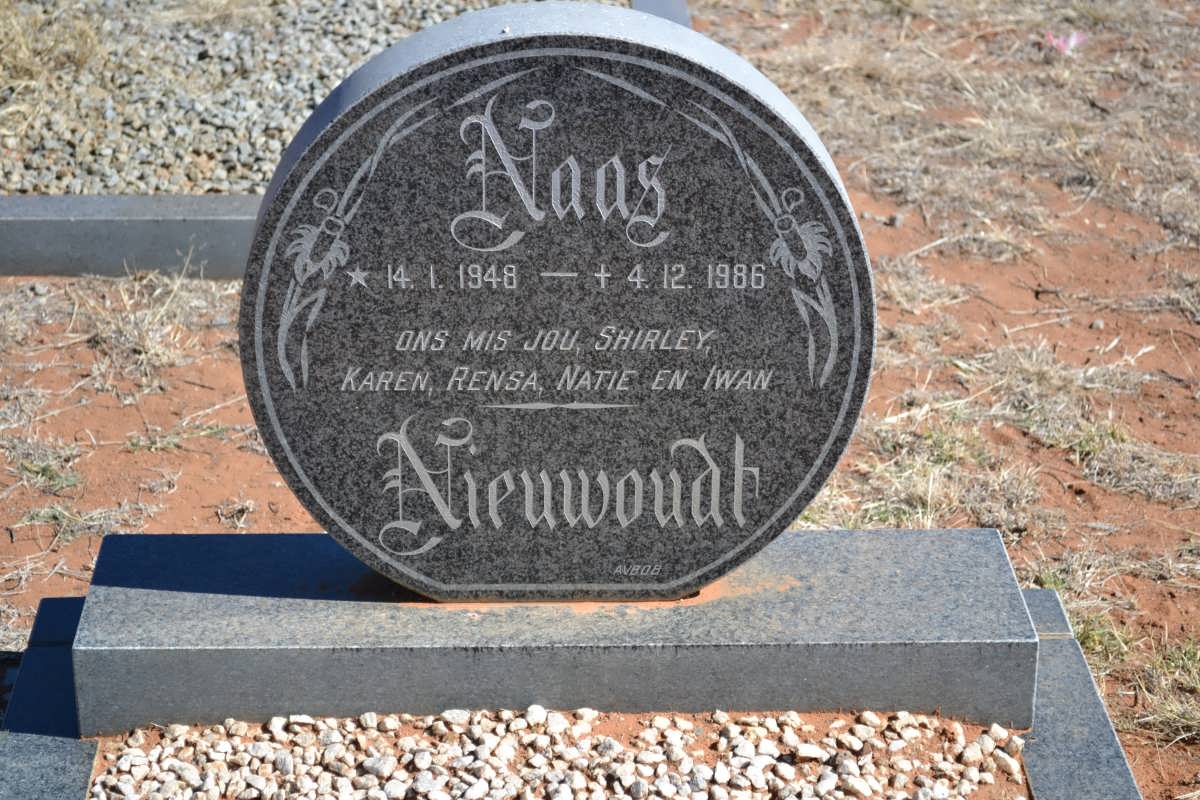 Naas
★ 14. 1. 1948 — + 4. 12. 1986
ONS MIS JOU, SHIRLEY,
KAREN, RENSA, NATIE EN IWAN
Nieuwoudt
AVBOB